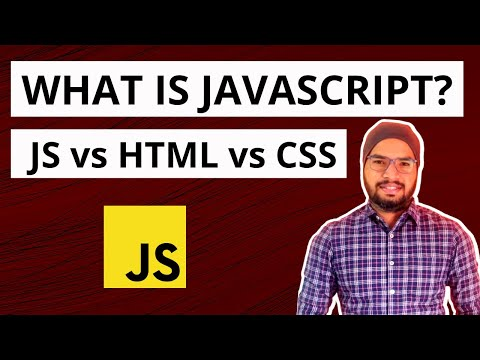 WHAT IS JAVASCRIPT?
JS vs HTML vs CSS
JS